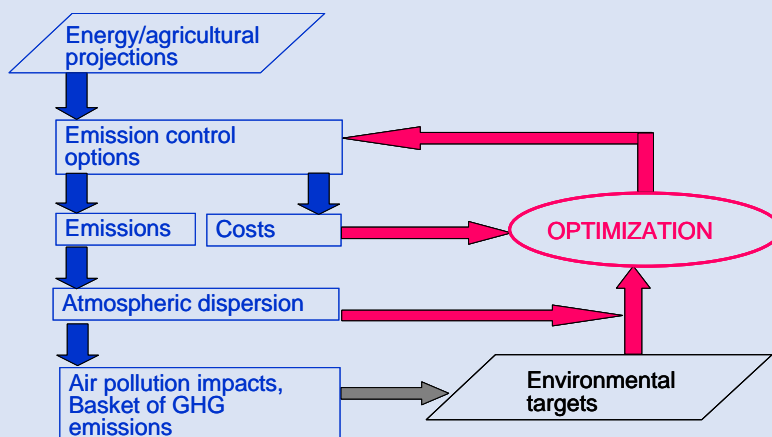 Energy/agricultural
projections
Emission control
options
Emissions
Costs
OPTIMIZATION
Atmospheric dispersion
Air pollution impacts,
Basket of GHG
emissions
Environmental
targets